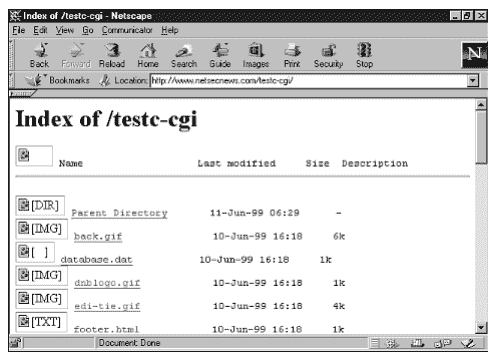 Index of /testc-cgi - Netscape
File Edit View Go Communicator Help
Back Forward Reload Home Search Guide Images Print Security Stop
N
Bookmarks Location: http://www.netsecnews.com/testc-cgi/
Index of /testc-cgi
Name Last modified Size Description
[DIR] Parent Directory 11-Jun-99 06:29 -
[IMG] back.gif 10-Jun-99 16:18 6k
[ ] database.dat 10-Jun-99 16:18 1k
[IMG] dnblogo.gif 10-Jun-99 16:18 1k
[IMG] edi-tie.gif 10-Jun-99 16:18 4k
[TXT] footer.html 10-Jun-99 16:18 1k
Document: Done